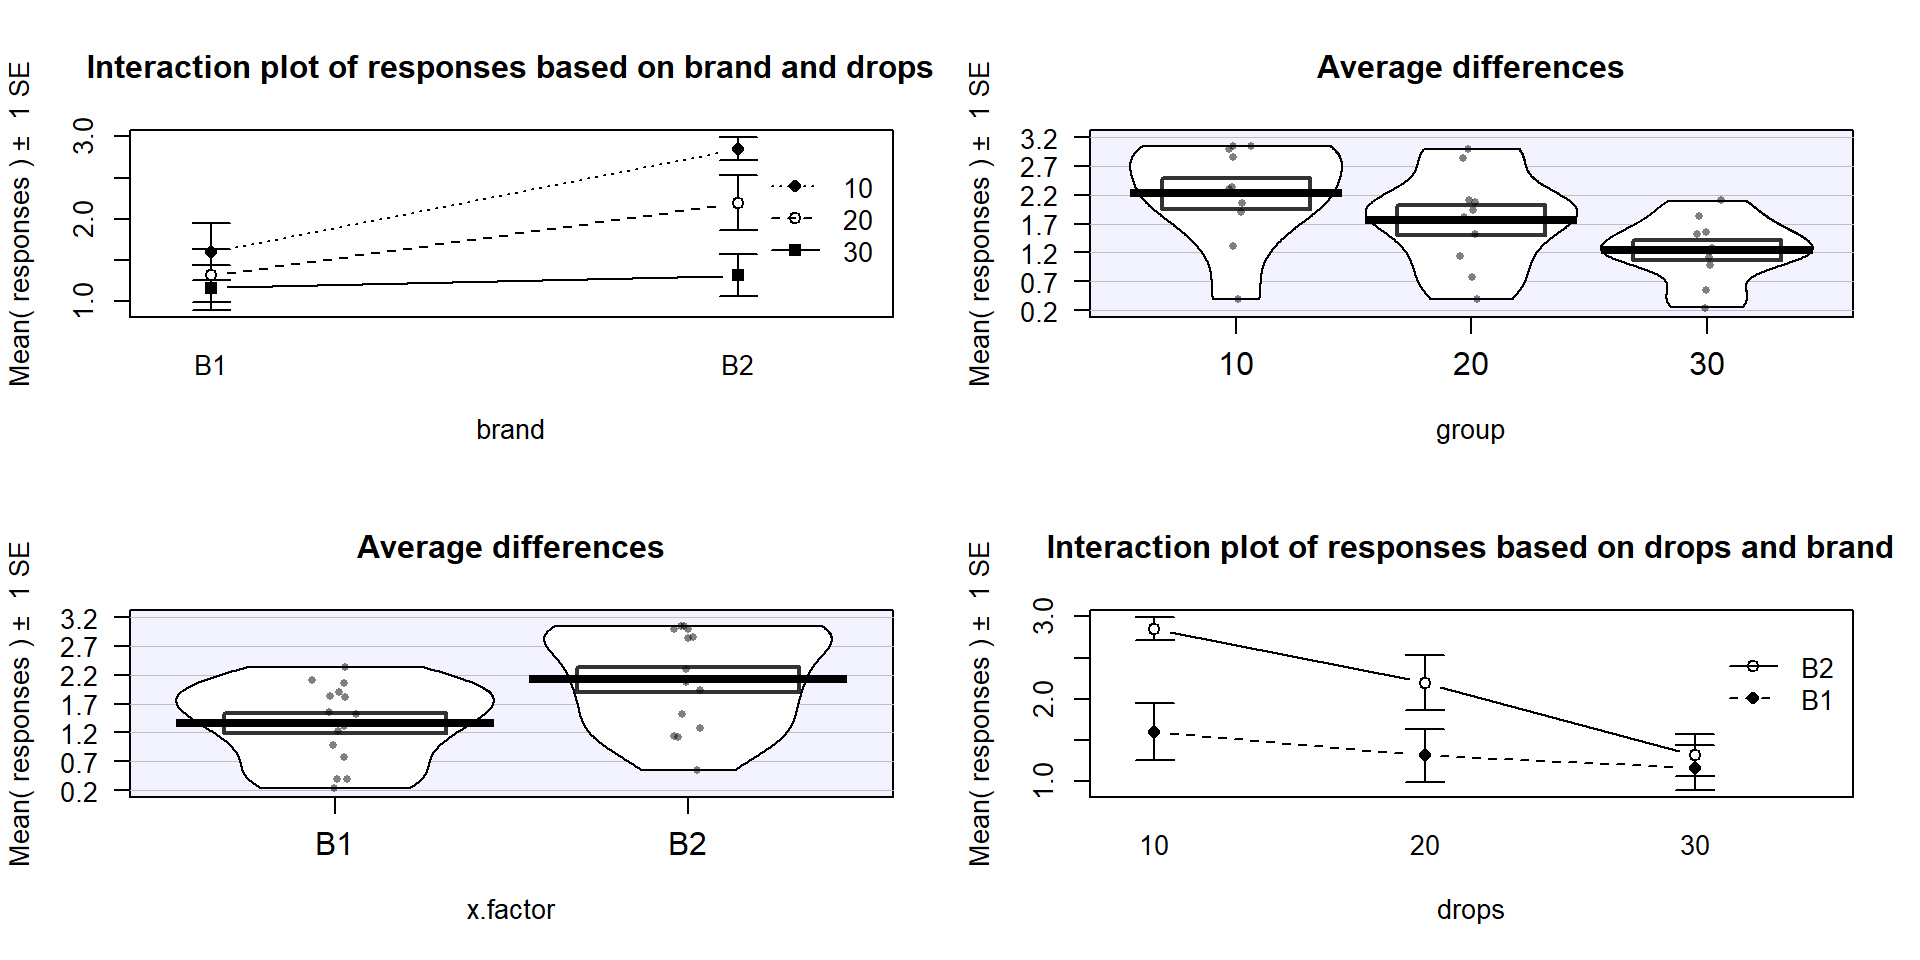 Interaction plot of responses based on brand and drops
Mean( responses ) ± 1 SE
3.0
2.0
1.0
10
20
30
B1 B2
brand
Average differences
Mean( responses ) ± 1 SE
3.2
2.7
2.2
1.7
1.2
0.7
0.2
10 20 30
group
Average differences
Mean( responses ) ± 1 SE
3.2
2.7
2.2
1.7
1.2
0.7
0.2
B1 B2
x.factor
Interaction plot of responses based on drops and brand
Mean( responses ) ± 1 SE
3.0
2.0
1.0
B2
B1
10 20 30
drops